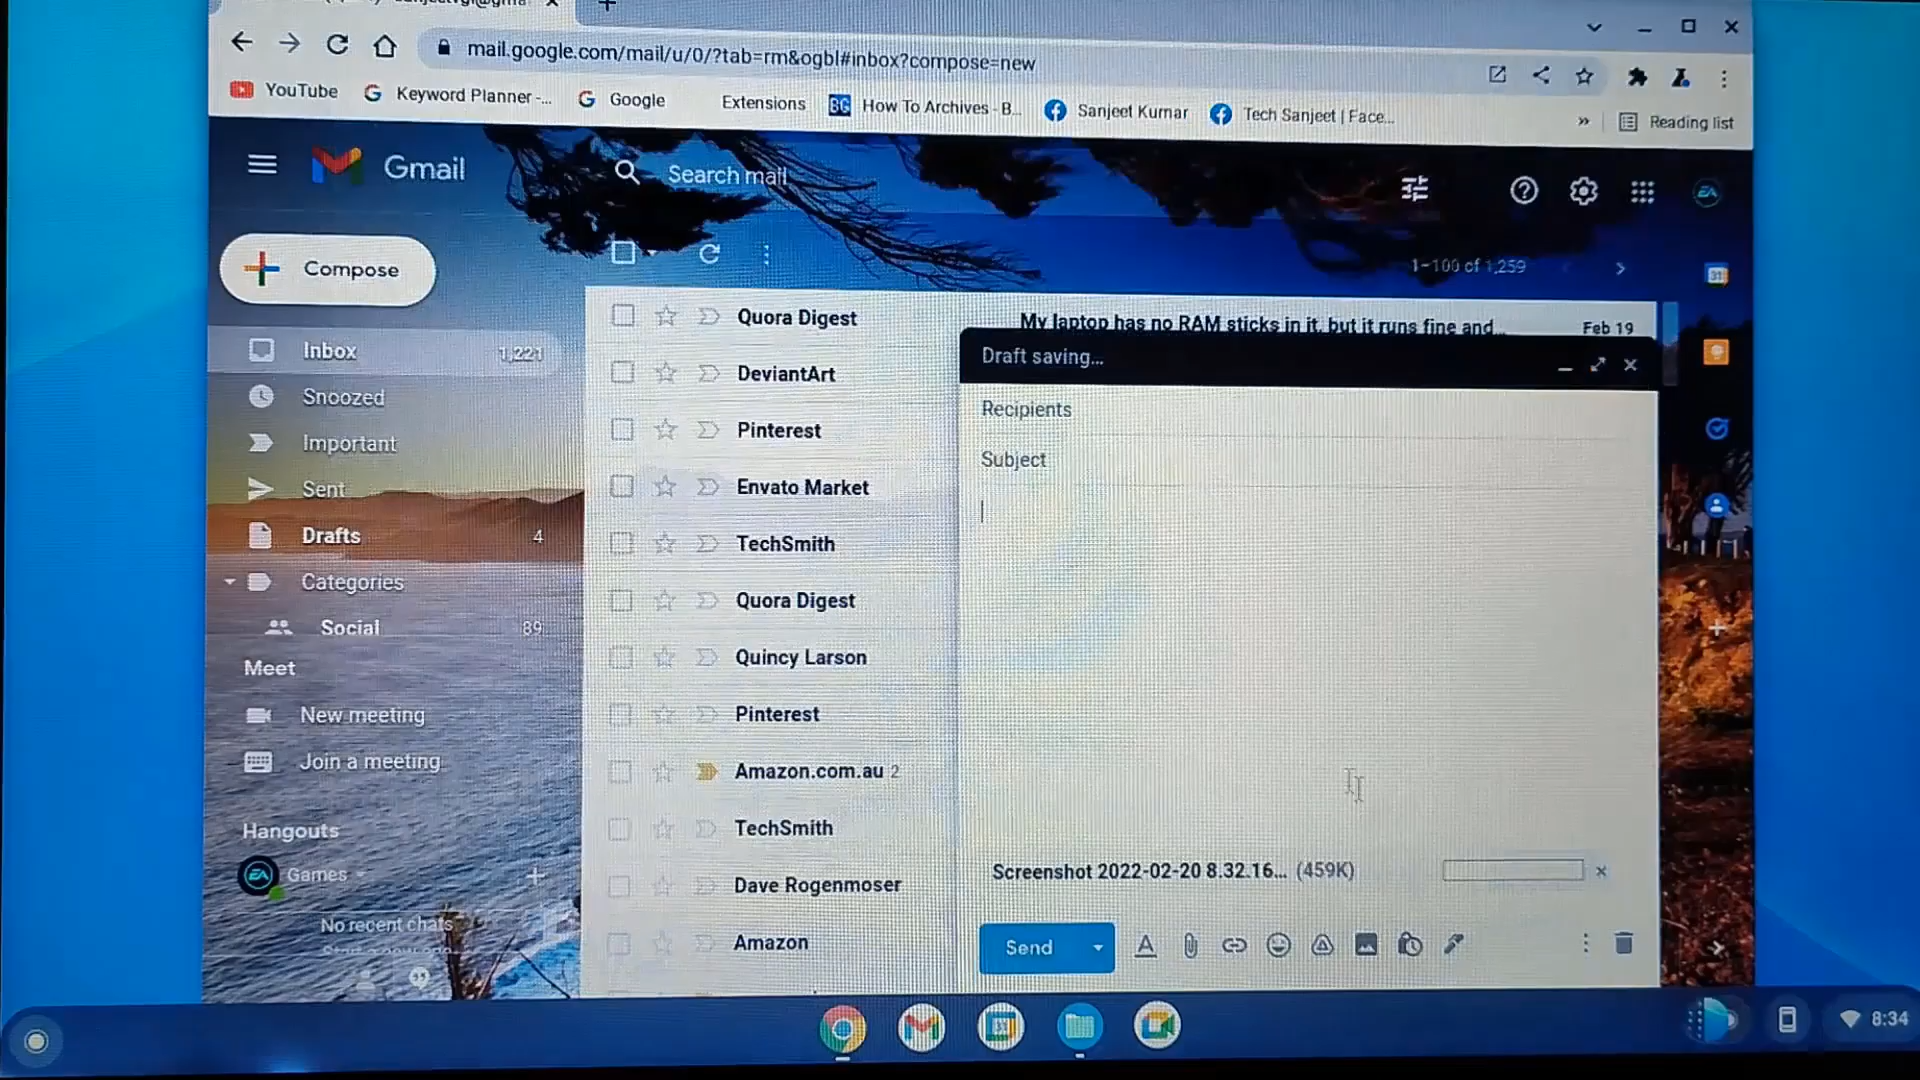 mail.google.com/mail/u/0/?tab=rm&ogbl#inbox?compose=new
YouTube
Keyword Planner -...
Google
Extensions
BG
How To Archives - B...
Sanjeet Kumar
Tech Sanjeet | Face...
»
Reading list
Gmail
Search mail
EA
Compose
1-100 of 1,259
31
Inbox 1,221
Snoozed
Important
Sent
Drafts 4
Categories
Social 89
Meet
New meeting
Join a meeting
Hangouts
EA
Games
No recent chats
Quora Digest
My laptop has no RAM sticks in it, but it runs fine and...
Feb 19
DeviantArt
Pinterest
Envato Market
TechSmith
Quora Digest
Quincy Larson
Pinterest
Amazon.com.au 2
TechSmith
Dave Rogenmoser
Amazon
Draft saving...
Recipients
Subject
Screenshot 2022-02-20 8.32.16... (459K)
Send
8:34